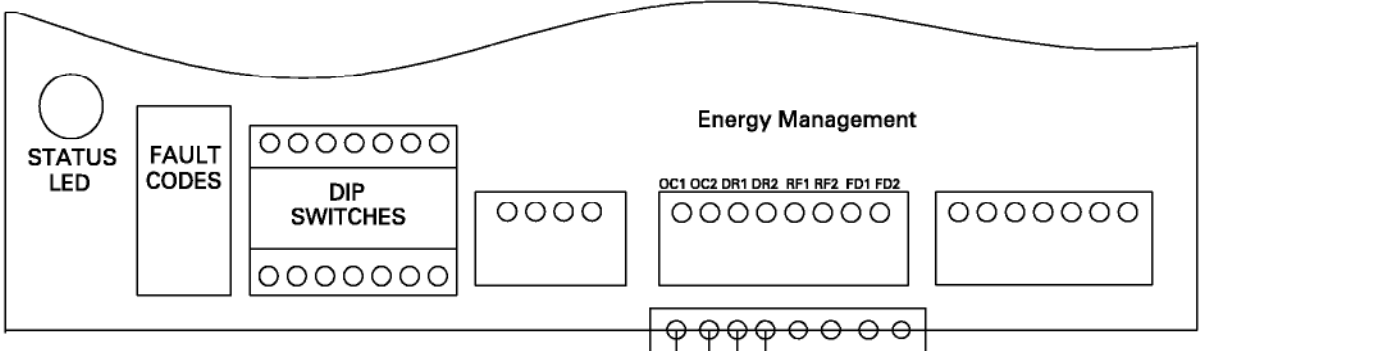 Energy Management
STATUS
LED
FAULT
CODES
DIP
SWITCHES
OC1 OC2 DR1 DR2 RF1 RF2 FD1 FD2